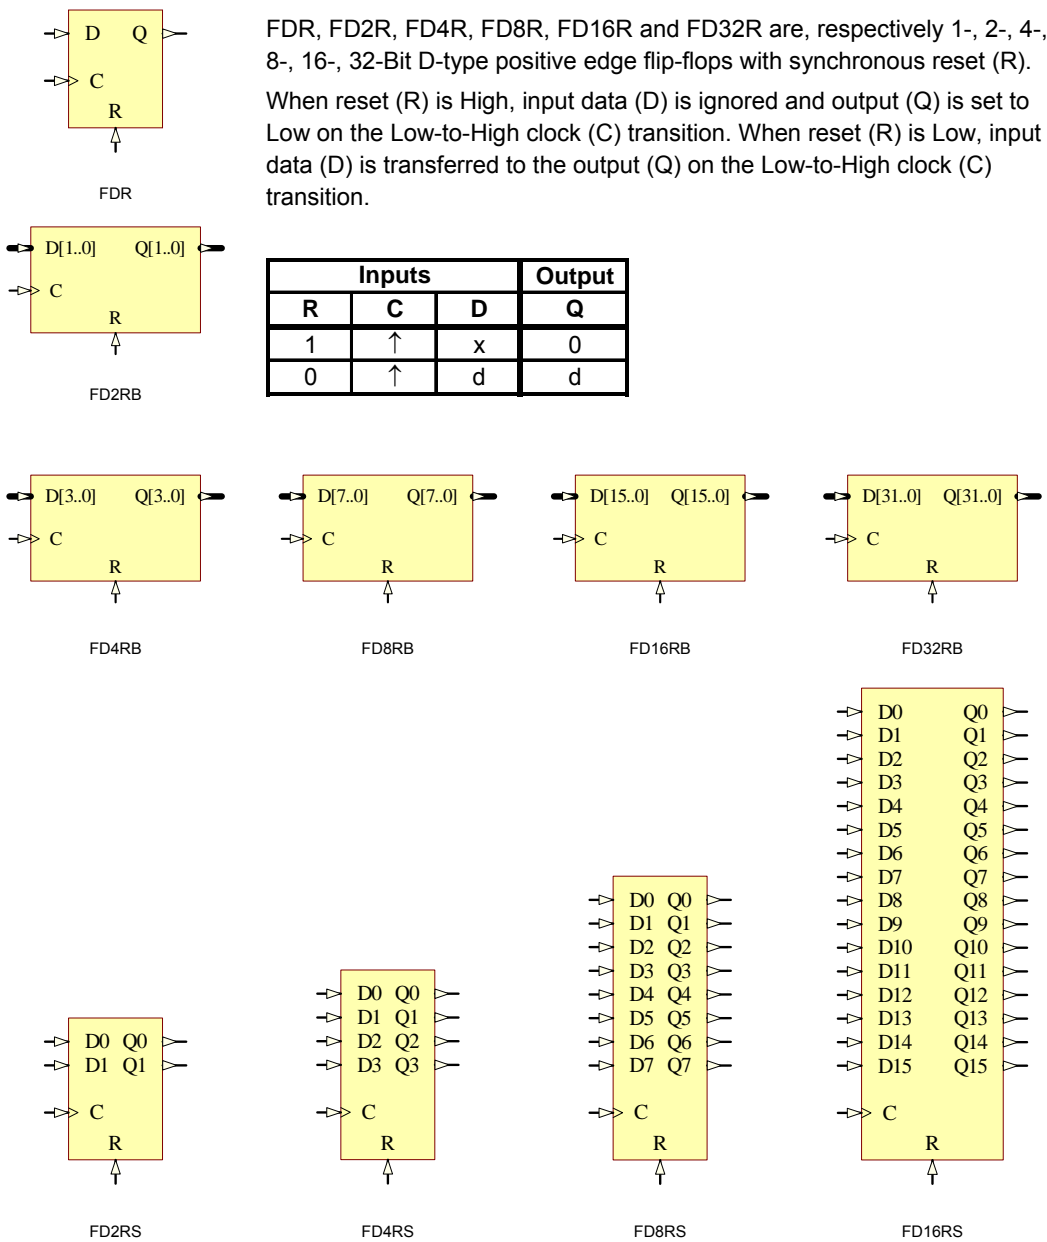 D Q
C
R
FDR
FDR, FD2R, FD4R, FD8R, FD16R and FD32R are, respectively 1-, 2-, 4-,
8-, 16-, 32-Bit D-type positive edge flip-flops with synchronous reset (R).
When reset (R) is High, input data (D) is ignored and output (Q) is set to
Low on the Low-to-High clock (C) transition. When reset (R) is Low, input
data (D) is transferred to the output (Q) on the Low-to-High clock (C)
transition.
D[1..0] Q[1..0]
C
R
FD2RB
Inputs Output
R C D Q
1 ↑ x 0
0 ↑ d d
D[3..0] Q[3..0]
C
R
FD4RB
D[7..0] Q[7..0]
C
R
FD8RB
D[15..0] Q[15..0]
C
R
FD16RB
D[31..0] Q[31..0]
C
R
FD32RB
D0 Q0
D1 Q1
C
R
FD2RS
D0 Q0
D1 Q1
D2 Q2
D3 Q3
C
R
FD4RS
D0 Q0
D1 Q1
D2 Q2
D3 Q3
D4 Q4
D5 Q5
D6 Q6
D7 Q7
C
R
FD8RS
D0 Q0
D1 Q1
D2 Q2
D3 Q3
D4 Q4
D5 Q5
D6 Q6
D7 Q7
D8 Q8
D9 Q9
D10 Q10
D11 Q11
D12 Q12
D13 Q13
D14 Q14
D15 Q15
C
R
FD16RS